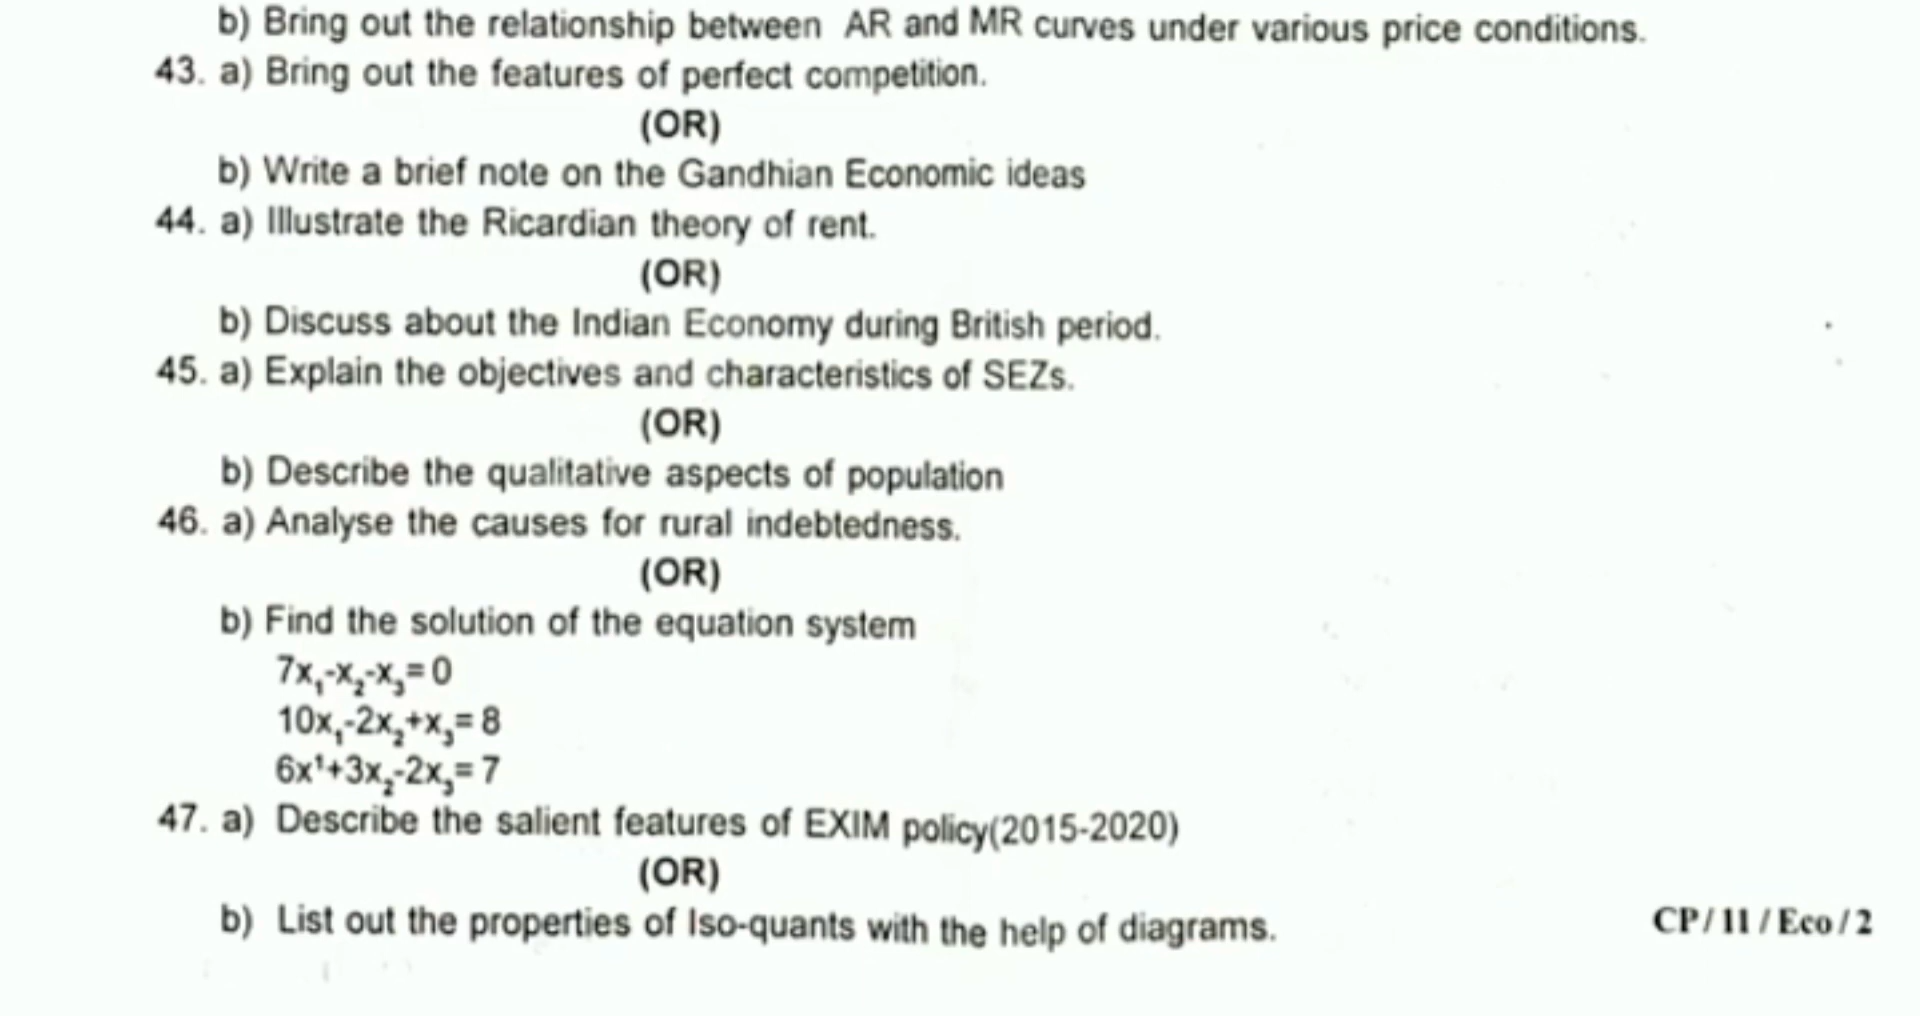 b) Bring out the relationship between AR and MR curves under various price conditions.
43. a) Bring out the features of perfect competition.
(OR)
b) Write a brief note on the Gandhian Economic ideas
44. a) Illustrate the Ricardian theory of rent.
(OR)
b) Discuss about the Indian Economy during British period.
45. a) Explain the objectives and characteristics of SEZs.
(OR)
b) Describe the qualitative aspects of population
46. a) Analyse the causes for rural indebtedness.
(OR)
b) Find the solution of the equation system
7x₁-x₂-x₃= 0
10x₁-2x₂+x₃= 8
6x¹+3x₂-2x₃= 7
47. a) Describe the salient features of EXIM policy(2015-2020)
(OR)
b) List out the properties of Iso-quants with the help of diagrams.
CP/ 11 / Eco / 2